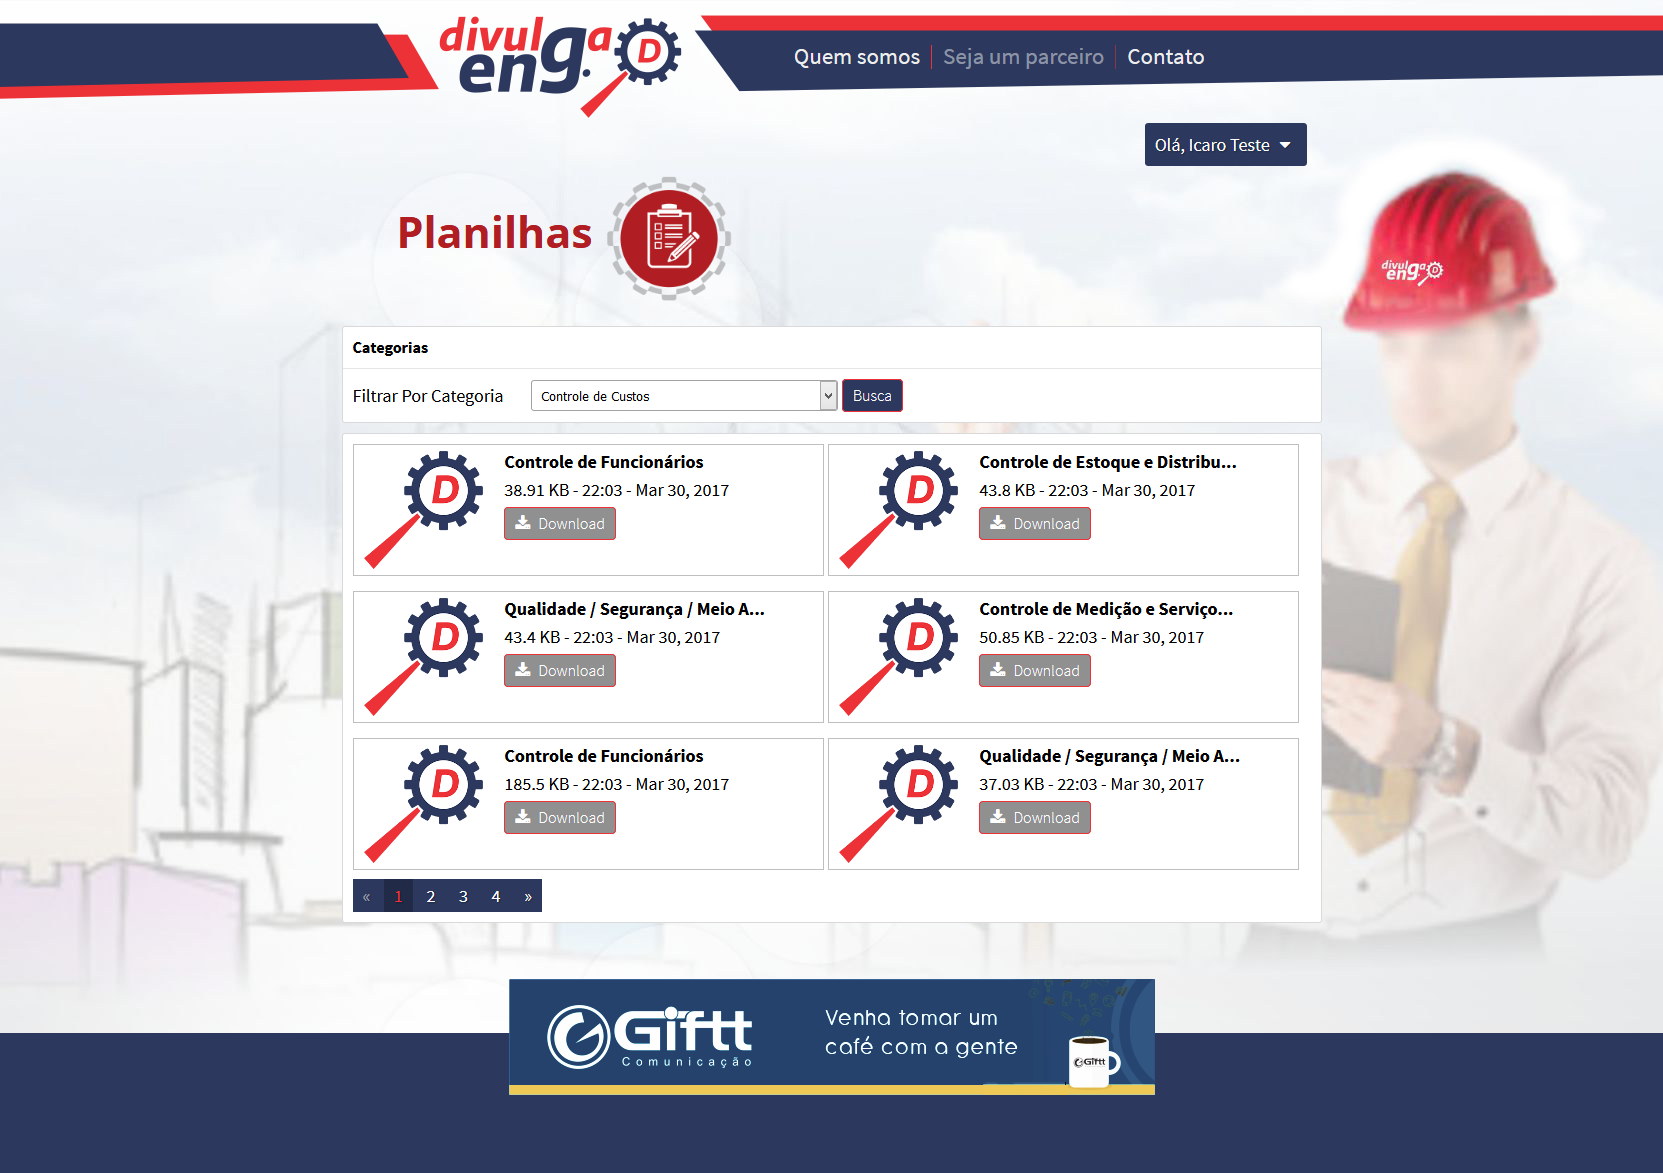 divulga
eng.
D
Quem somos
Seja um parceiro
Contato
Olá, Icaro Teste
Planilhas
divulga
eng.
D
Categorias
Filtrar Por Categoria
Controle de Custos
Busca
D
Controle de Funcionários
38.91 KB - 22:03 - Mar 30, 2017
Download
D
Controle de Estoque e Distribu...
43.8 KB - 22:03 - Mar 30, 2017
Download
D
Qualidade / Segurança / Meio A...
43.4 KB - 22:03 - Mar 30, 2017
Download
D
Controle de Medição e Serviço...
50.85 KB - 22:03 - Mar 30, 2017
Download
D
Controle de Funcionários
185.5 KB - 22:03 - Mar 30, 2017
Download
D
Qualidade / Segurança / Meio A...
37.03 KB - 22:03 - Mar 30, 2017
Download
« 1 2 3 4 »
Giftt
Comunicação
Venha tomar um
café com a gente
Giftt